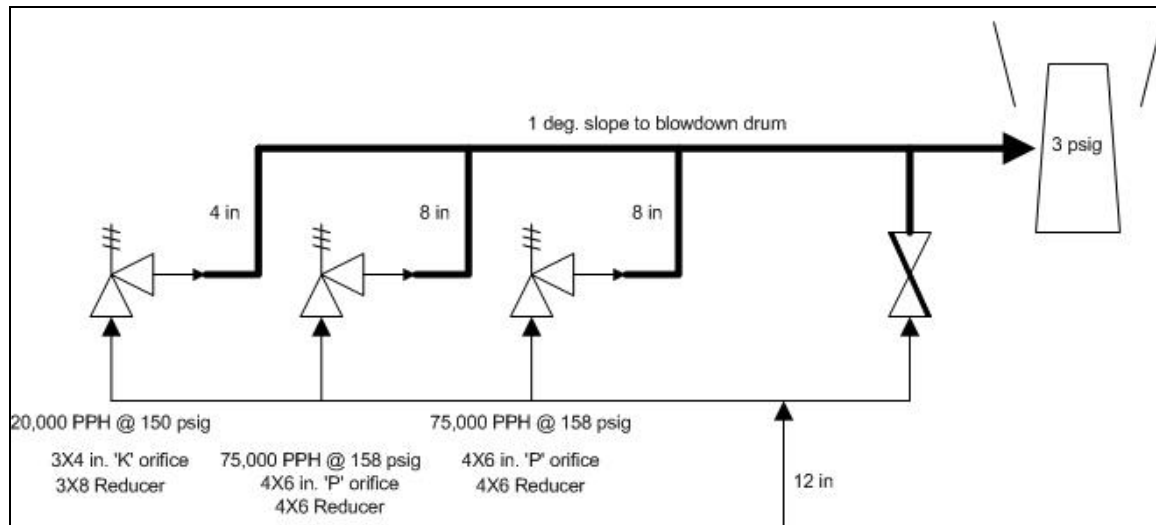 1 deg. slope to blowdown drum
3 psig
4 in
8 in
8 in
20,000 PPH @ 150 psig
3X4 in. 'K' orifice
3X8 Reducer
75,000 PPH @ 158 psig
4X6 in. 'P' orifice
4X6 Reducer
75,000 PPH @ 158 psig
4X6 in. 'P' orifice
4X6 Reducer
12 in